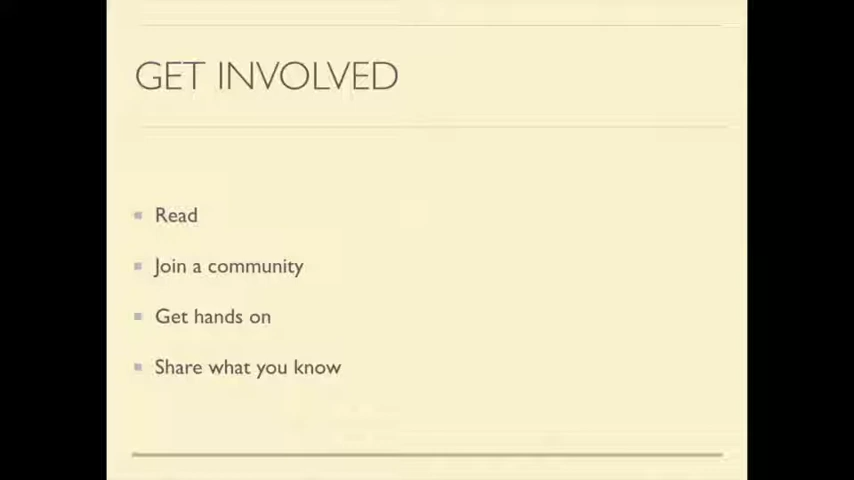 GET INVOLVED
Read
Join a community
Get hands on
Share what you know